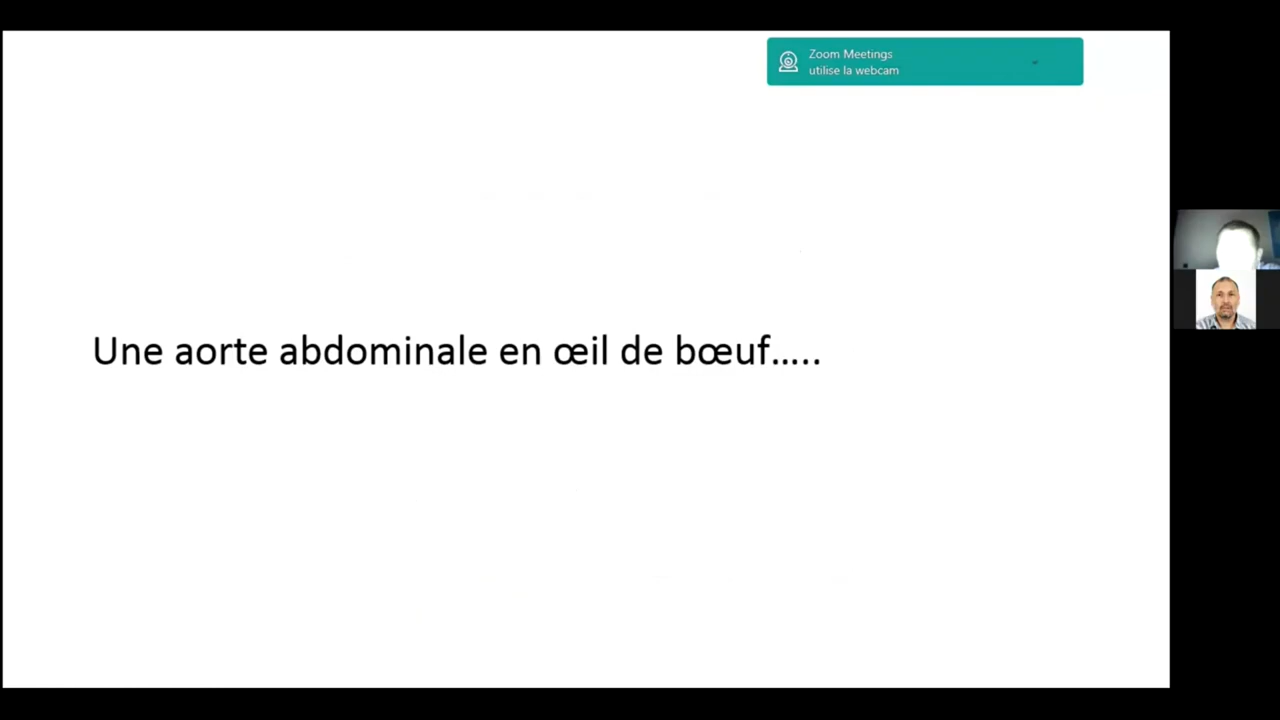 Zoom Meetings
utilise la webcam
Une aorte abdominale en œil de bœuf…..